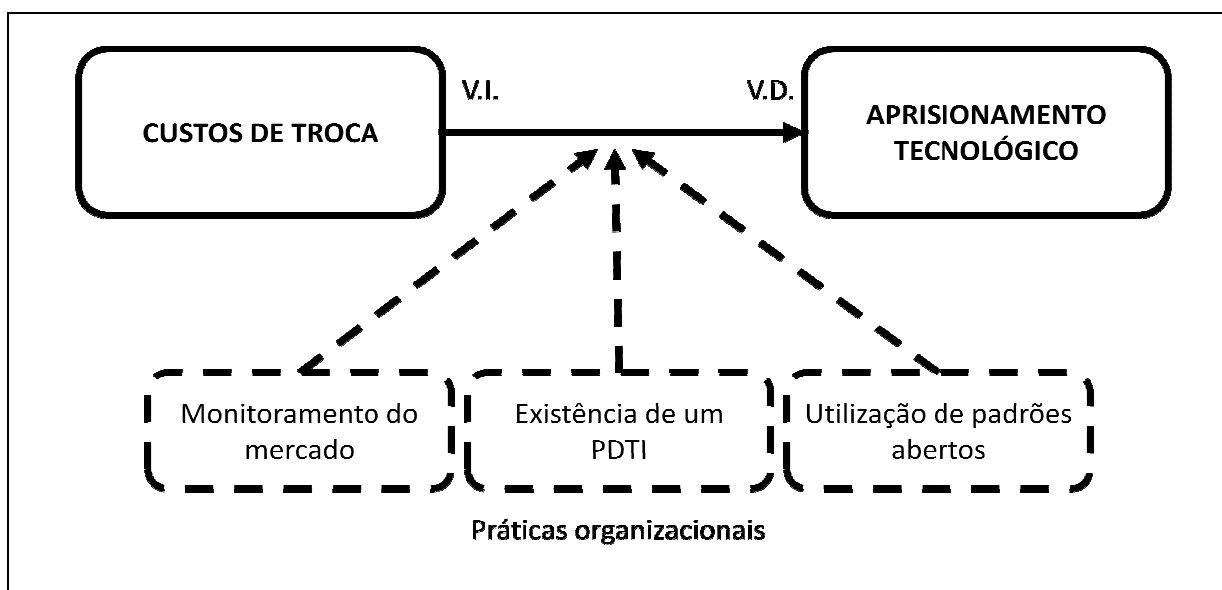 V.I.
V.D.
CUSTOS DE TROCA
APRISIONAMENTO
TECNOLÓGICO
Monitoramento do
mercado
Existência de um
PDTI
Utilização de padrões
abertos
Práticas organizacionais